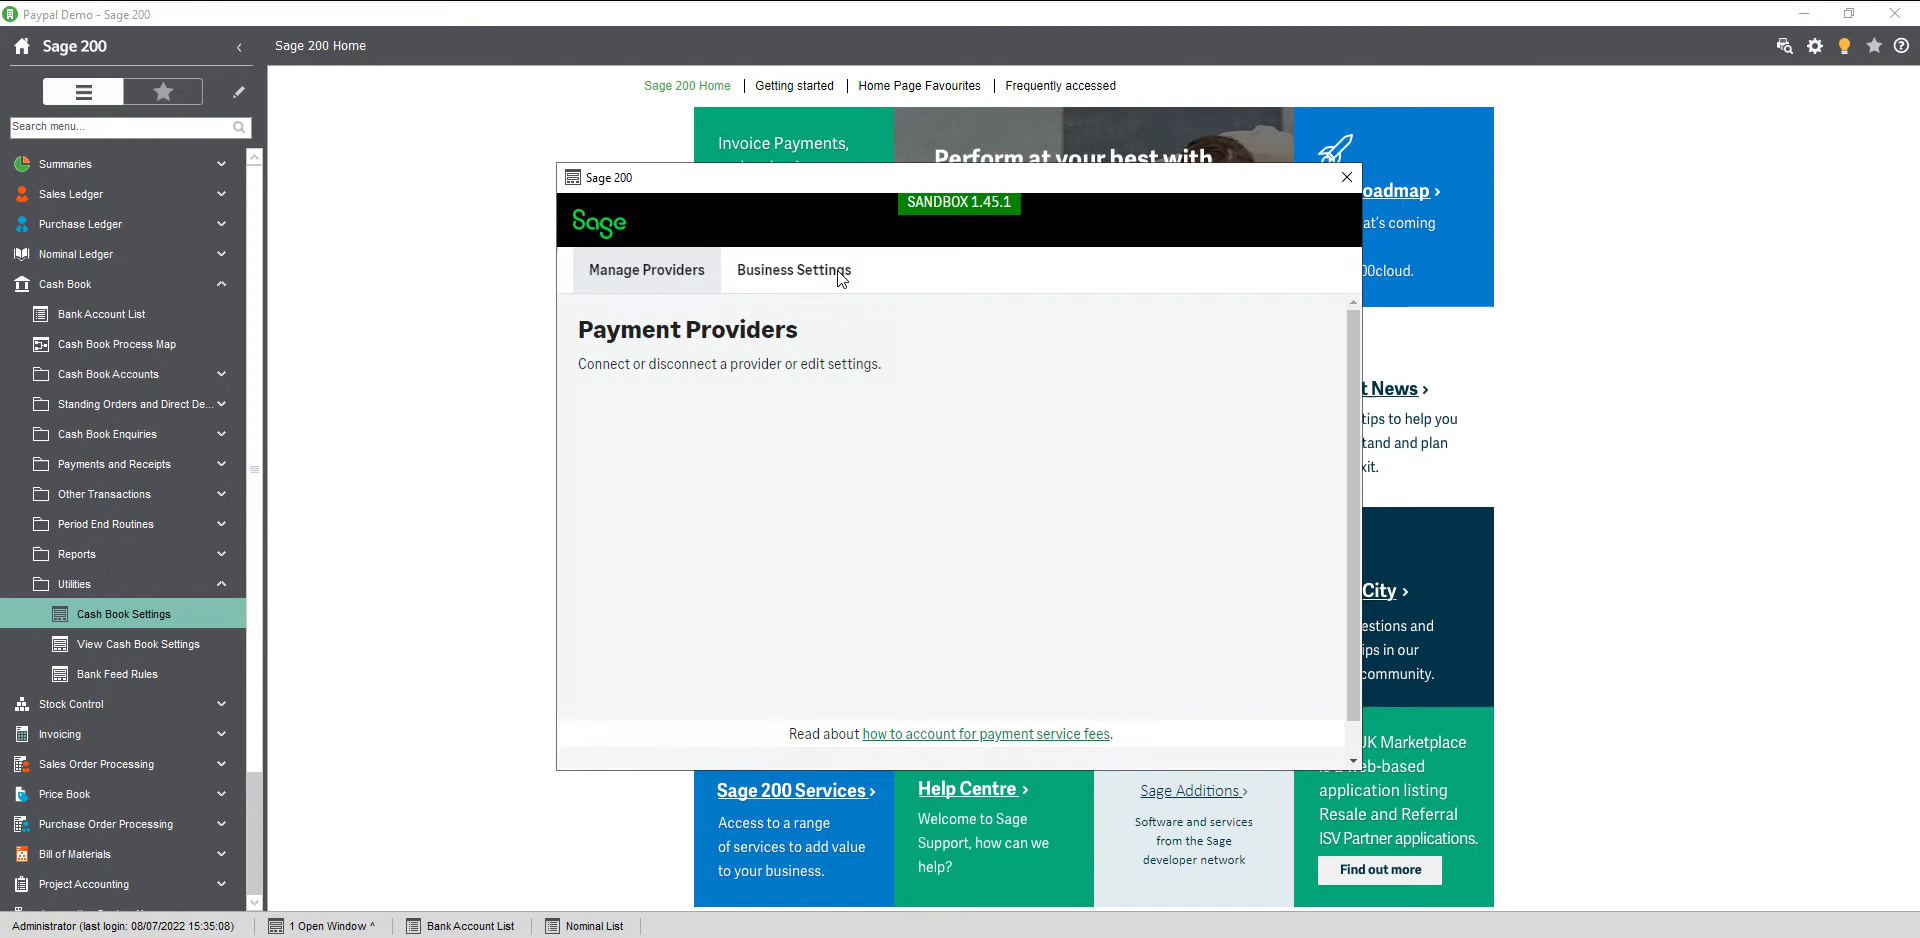 Paypal Demo - Sage 200
Sage 200
Sage 200 Home
Search menu...
Summaries
Sales Ledger
Purchase Ledger
Nominal Ledger
Cash Book
Bank Account List
Cash Book Process Map
Cash Book Accounts
Standing Orders and Direct De...
Cash Book Enquiries
Payments and Receipts
Other Transactions
Period End Routines
Reports
Utilities
Cash Book Settings
View Cash Book Settings
Bank Feed Rules
Stock Control
Invoicing
Sales Order Processing
Price Book
Purchase Order Processing
Bill of Materials
Project Accounting
Sage 200 Home
Getting started
Home Page Favourites
Frequently accessed
Invoice Payments,
Perform at your best with
oadmap ›
at's coming
00cloud.
Sage 200
SANDBOX 1.45.1
Sage
Manage Providers
Business Settings
Payment Providers
Connect or disconnect a provider or edit settings.
Read about how to account for payment service fees.
t News ›
tips to help you
tand and plan
xit.
City ›
estions and
ips in our
community.
Sage 200 Services ›
Access to a range
of services to add value
to your business.
Help Centre ›
Welcome to Sage
Support, how can we
help?
Sage Additions ›
Software and services
from the Sage
developer network
UK Marketplace
is a web-based
application listing
Resale and Referral
ISV Partner applications.
Find out more
Administrator (last login: 08/07/2022 15:35:08)
1 Open Window ^
Bank Account List
Nominal List